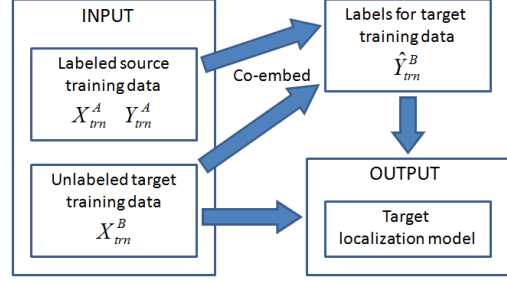 INPUT
Labeled source
training data
X^A_trn Y^A_trn
Unlabeled target
training data
X^B_trn
Co-embed
Labels for target
training data
Ŷ^B_trn
OUTPUT
Target
localization model